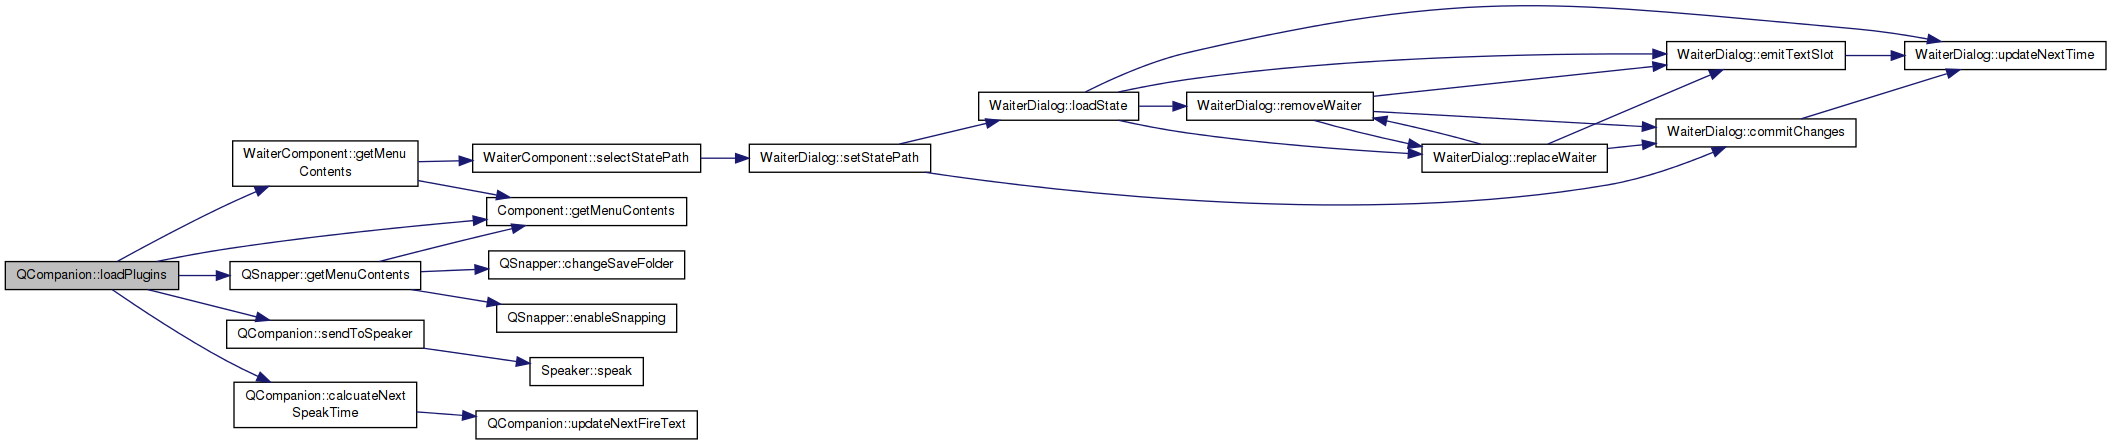 QCompanion::loadPlugins
WaiterComponent::getMenu
Contents
Component::getMenuContents
QSnapper::getMenuContents
QCompanion::sendToSpeaker
QCompanion::calcuateNext
SpeakTime
WaiterComponent::selectStatePath
QSnapper::changeSaveFolder
QSnapper::enableSnapping
Speaker::speak
QCompanion::updateNextFireText
WaiterDialog::setStatePath
WaiterDialog::loadState
WaiterDialog::removeWaiter
WaiterDialog::replaceWaiter
WaiterDialog::emitTextSlot
WaiterDialog::commitChanges
WaiterDialog::updateNextTime